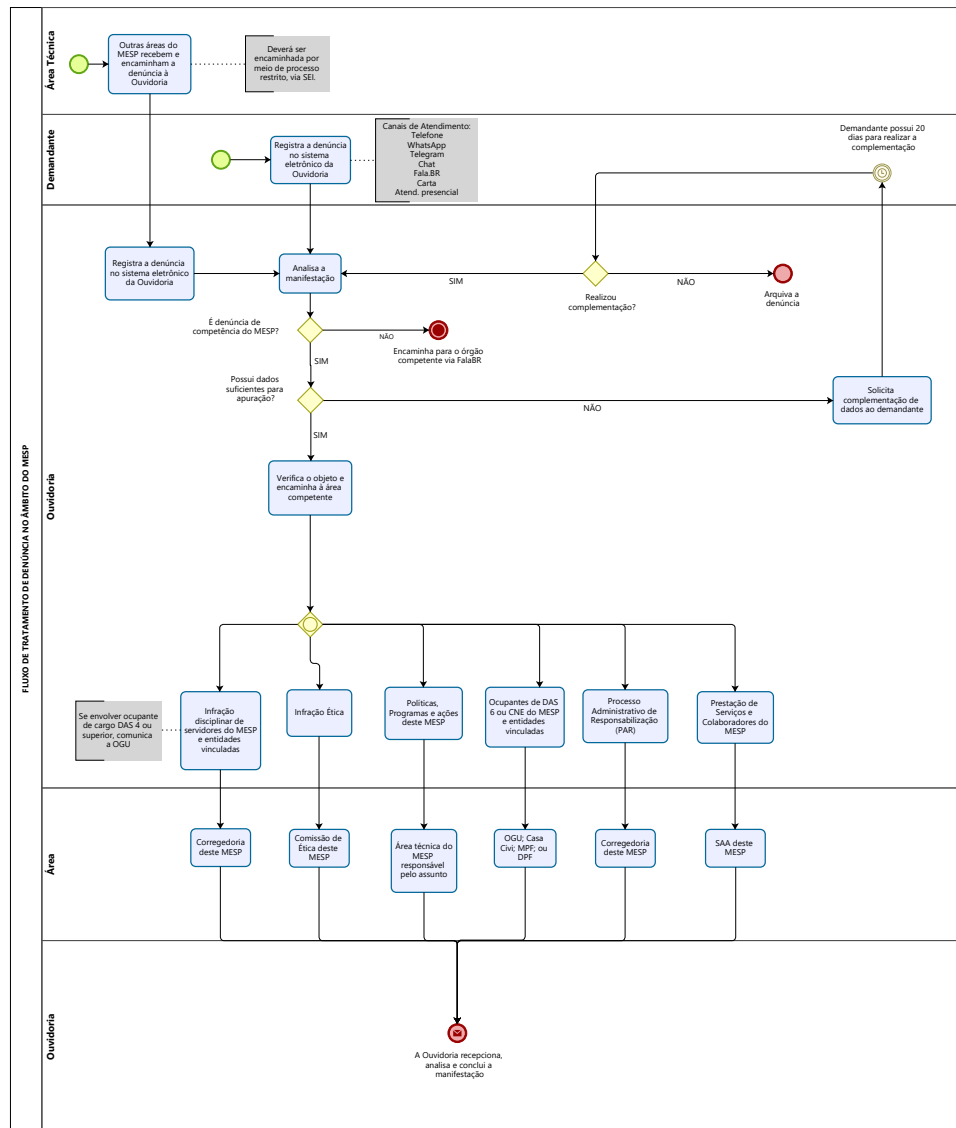 FLUXO DE TRATAMENTO DE DENÚNCIA NO ÂMBITO DO MESP
Área Técnica
Outras áreas do
MESP recebem e
encaminham a
denúncia à
Ouvidoria
Deverá ser
encaminhada por
meio de processo
restrito, via SEI.
Demandante
Registra a denúncia
no sistema
eletrônico da
Ouvidoria
Canais de Atendimento:
Telefone
WhatsApp
Telegram
Chat
Fala.BR
Carta
Atend. presencial
Demandante possui 20
dias para realizar a
complementação
Ouvidoria
Registra a denúncia
no sistema eletrônico
da Ouvidoria
Analisa a
manifestação
SIM
Realizou
complementação?
NÃO
Arquiva a
denúncia
É denúncia de
competência do MESP?
NÃO
Encaminha para o órgão
competente via FalaBR
SIM
Possui dados
suficientes para
apuração?
NÃO
Solicita
complementação de
dados ao demandante
SIM
Verifica o objeto e
encaminha à área
competente
Se envolver ocupante
de cargo DAS 4 ou
superior, comunica
a OGU
Infração
disciplinar de
servidores do MESP
e entidades
vinculadas
Infração Ética
Politicas,
Programas e ações
deste MESP
Ocupantes de DAS
6 ou CNE do MESP
e entidades
vinculadas
Processo
Administrativo de
Responsabilização
(PAR)
Prestação de
Serviços e
Colaboradores do
MESP
Área
Corregedoria
deste MESP
Comissão de
Ética deste
MESP
Área técnica do
MESP
responsável
pelo assunto
OGU; Casa
Civi; MPF; ou
DPF
Corregedoria
deste MESP
SAA deste
MESP
Ouvidoria
A Ouvidoria recepciona,
analisa e conclui a
manifestação